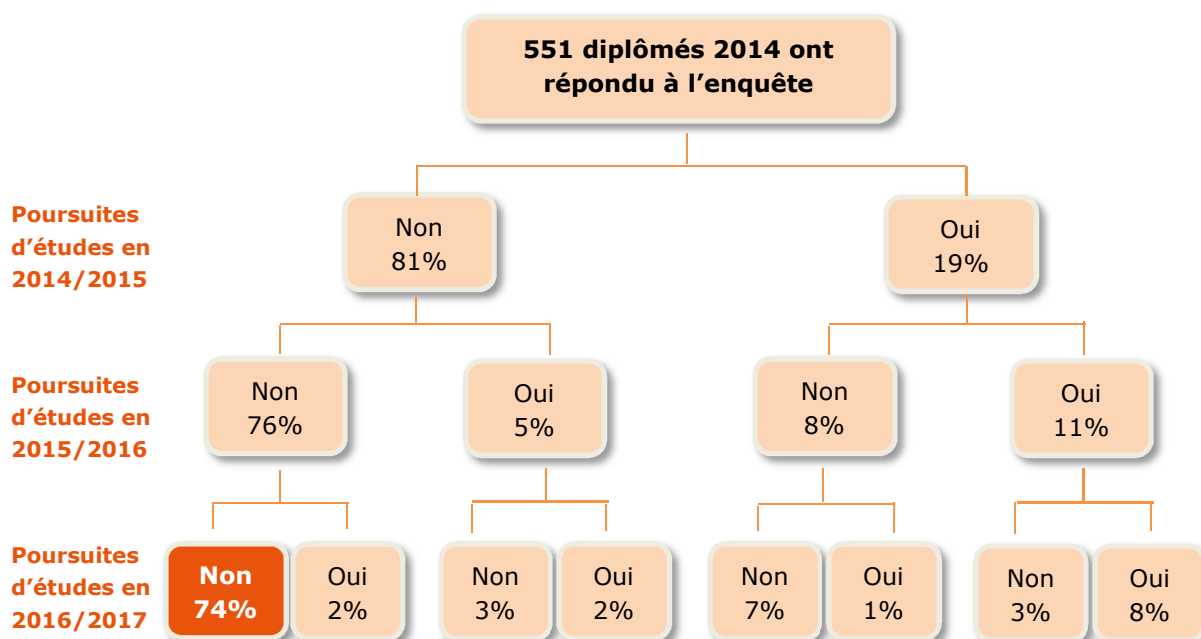 551 diplômés 2014 ont
répondu à l'enquête
Poursuites
d'études en
2014/2015
Non
81%
Oui
19%
Poursuites
d'études en
2015/2016
Non
76%
Oui
5%
Non
8%
Oui
11%
Poursuites
d'études en
2016/2017
Non
74%
Oui
2%
Non
3%
Oui
2%
Non
7%
Oui
1%
Non
3%
Oui
8%